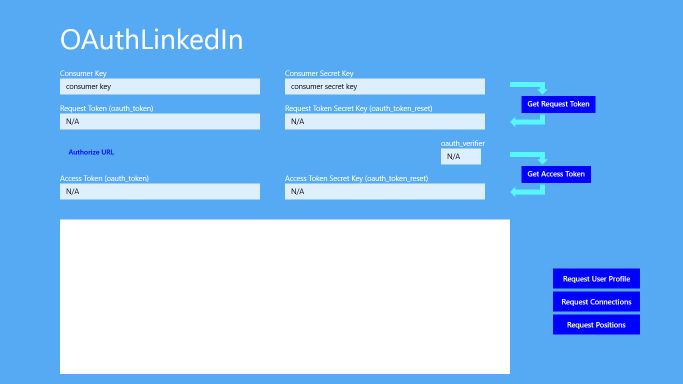 OAuthLinkedIn
Consumer Key
Consumer Secret Key
consumer key
consumer secret key
Get Request Token
Request Token (oauth_token)
Request Token Secret Key (oauth_token_reset)
N/A
N/A
Authorize URL
oauth_verifier
N/A
Get Access Token
Access Token (oauth_token)
Access Token Secret Key (oauth_token_reset)
N/A
N/A
Request User Profile
Request Connections
Request Positions